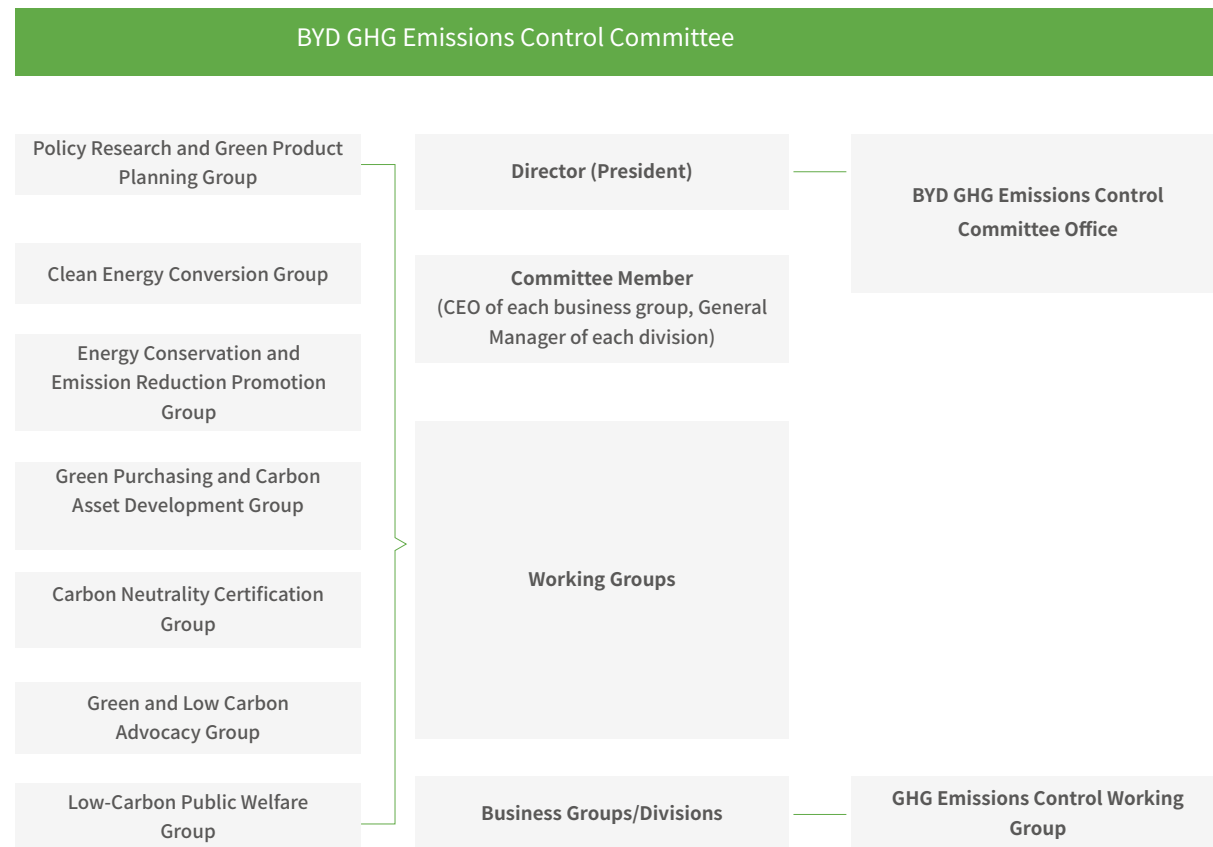 BYD GHG Emissions Control Committee
Policy Research and Green Product
Planning Group
Clean Energy Conversion Group
Energy Conservation and
Emission Reduction Promotion
Group
Green Purchasing and Carbon
Asset Development Group
Carbon Neutrality Certification
Group
Green and Low Carbon
Advocacy Group
Low-Carbon Public Welfare
Group
Director (President)
Committee Member
(CEO of each business group, General
Manager of each division)
Working Groups
Business Groups/Divisions
BYD GHG Emissions Control
Committee Office
GHG Emissions Control Working
Group